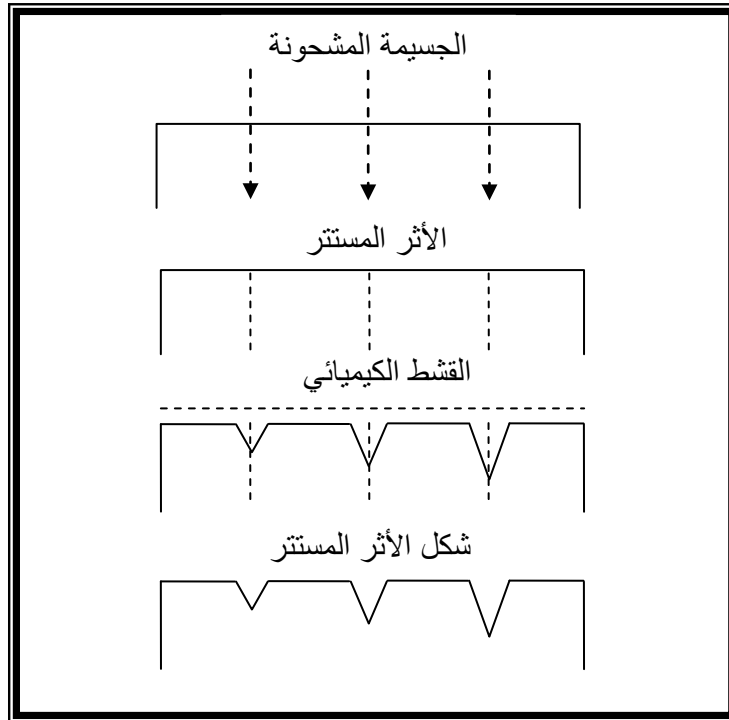 الجسيمة المشحونة
الأثر المستتر
القشط الكيميائي
شكل الأثر المستتر